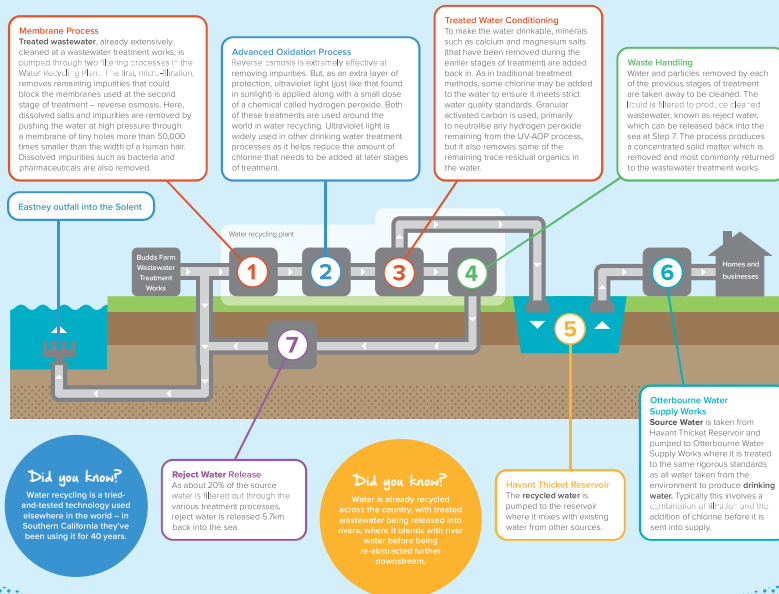 Membrane Process
Treated wastewater, already extensively
cleaned at a wastewater treatment works, is
pumped through two filtering processes in the
Water Recycling Plant. The first, micro-filtration,
removes remaining impurities that could
block the membranes used at the second
stage of treatment – reverse osmosis. Here,
dissolved salts and impurities are removed by
pushing the water at high pressure through
a membrane of tiny holes more than 50,000
times smaller than the width of a human hair.
Dissolved impurities such as bacteria and
pharmaceuticals are also removed.
Advanced Oxidation Process
Reverse osmosis is extremely effective at
removing impurities. But, as an extra layer of
protection, ultraviolet light (just like that found
in sunlight) is applied along with a small dose
of a chemical called hydrogen peroxide. Both
of these treatments are used around the
world in water recycling. Ultraviolet light is
widely used in other drinking water treatment
processes as it helps reduce the amount of
chlorine that needs to be added at later stages
of treatment.
Treated Water Conditioning
To make the water drinkable, minerals
such as calcium and magnesium salts
(that have been removed during the
earlier stages of treatment) are added
back in. As in traditional treatment
methods, some chlorine may be added
to the water to ensure it meets strict
water quality standards. Granular
activated carbon is used, primarily
to neutralise any hydrogen peroxide
remaining from the UV-AOP process,
but it also removes some of the
remaining trace residual organics in
the water.
Waste Handling
Water and particles removed by each
of the previous stages of treatment
are taken away to be cleaned. The
liquid is filtered to produce cleaned
wastewater, known as reject water,
which can be released back into the
sea at Step 7. The process produces
a concentrated solid matter which is
removed and most commonly returned
to the wastewater treatment works.
Eastney outfall into the Solent
Water recycling plant
Budds Farm
Wastewater
Treatment
Works
1
2
3
4
5
6
Homes and
businesses
7
Did you know?
Water recycling is a tried-
and-tested technology used
elsewhere in the world – in
Southern California they've
been using it for 40 years.
Reject Water Release
As about 20% of the source
water is filtered out through the
various treatment processes,
reject water is released 5.7km
back into the sea.
Did you know?
Water is already recycled
across the country, with treated
wastewater being released into
rivers, where it blends with river
water before being
re-abstracted further
downstream.
Havant Thicket Reservoir
The recycled water is
pumped to the reservoir
where it mixes with existing
water from other sources.
Otterbourne Water
Supply Works
Source Water is taken from
Havant Thicket Reservoir and
pumped to Otterbourne Water
Supply Works where it is treated
to the same rigorous standards
as all water taken from the
environment to produce drinking
water. Typically this involves a
combination of filtration and the
addition of chlorine before it is
sent into supply.